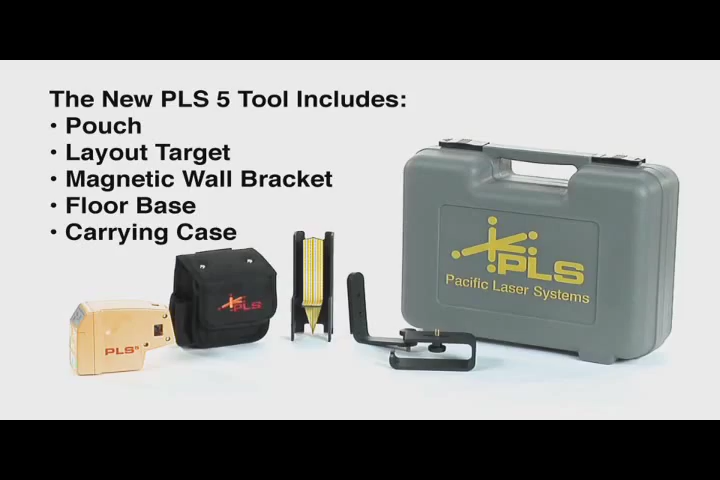 The New PLS 5 Tool Includes:
• Pouch
• Layout Target
• Magnetic Wall Bracket
• Floor Base
• Carrying Case
PLS
Pacific Laser Systems
PLS
PLS5